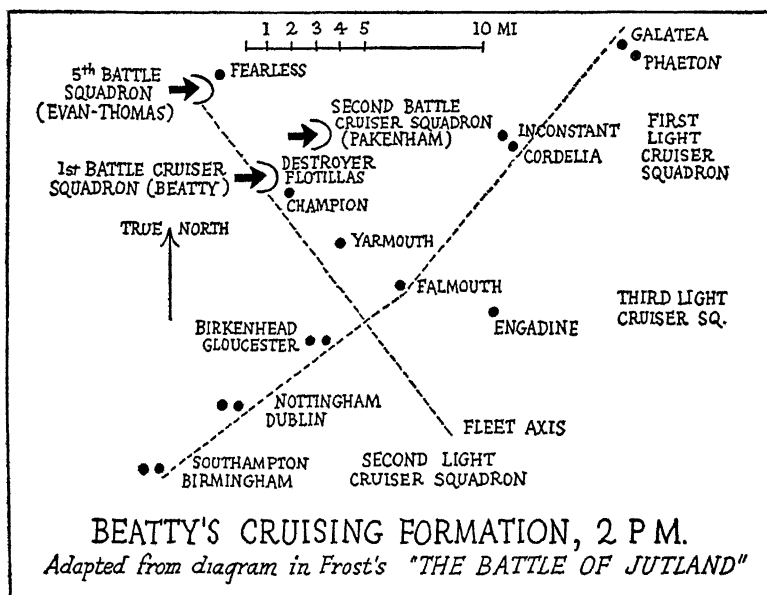 1 2 3 4 5 10 MI
GALATEA
PHAETON
5th BATTLE
SQUADRON
(EVAN-THOMAS)
FEARLESS
SECOND BATTLE
CRUISER SQUADRON
(PAKENHAM)
INCONSTANT
CORDELIA
FIRST
LIGHT
CRUISER
SQUADRON
1st BATTLE CRUISER
SQUADRON (BEATTY)
DESTROYER
FLOTILLAS
CHAMPION
TRUE NORTH
YARMOUTH
FALMOUTH
THIRD LIGHT
CRUISER SQ.
ENGADINE
BIRKENHEAD
GLOUCESTER
NOTTINGHAM
DUBLIN
FLEET AXIS
SOUTHAMPTON
BIRMINGHAM
SECOND LIGHT
CRUISER SQUADRON
BEATTY'S CRUISING FORMATION, 2 P M.
Adapted from diagram in Frost's "THE BATTLE OF JUTLAND"